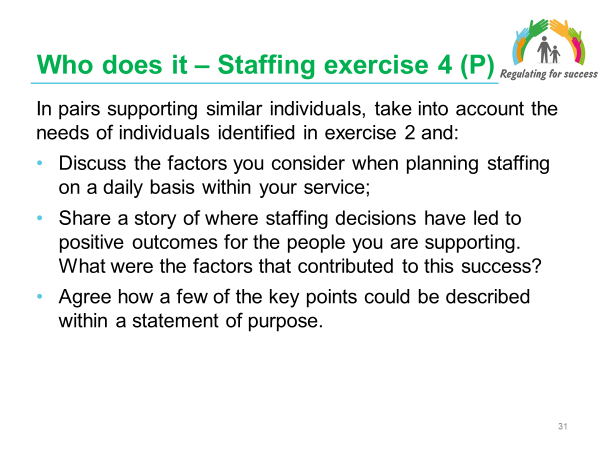 Who does it – Staffing exercise 4 (P)
Regulating for success
In pairs supporting similar individuals, take into account the
needs of individuals identified in exercise 2 and:
• Discuss the factors you consider when planning staffing
on a daily basis within your service;
• Share a story of where staffing decisions have led to
positive outcomes for the people you are supporting.
What were the factors that contributed to this success?
• Agree how a few of the key points could be described
within a statement of purpose.
31